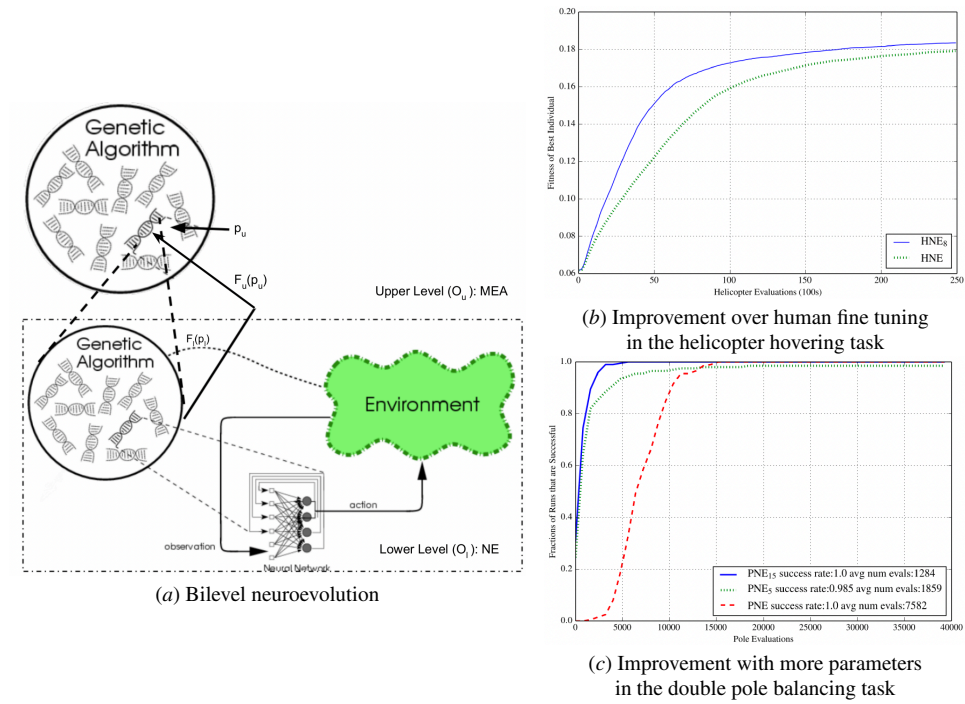 Genetic
Algorithm
p_u
F_u(p_u)
Upper Level (O_u): MEA
Genetic
Algorithm
F_l(p_l)
Environment
action
observation
Neural Network
Lower Level (O_l): NE
(a) Bilevel neuroevolution
0.20
0.18
0.16
0.14
0.12
0.10
0.08
0.06
Fitness of Best Individual
0 50 100 150 200 250
Helicopter Evaluations (100s)
HNE_8
HNE
(b) Improvement over human fine tuning
in the helicopter hovering task
1.0
0.8
0.6
0.4
0.2
0.0
Fractions of Runs that are Successful
0 5000 10000 15000 20000 25000 30000 35000 40000
Pole Evaluations
PNE_15 success rate:1.0 avg num evals:1284
PNE_5 success rate:0.985 avg num evals:1859
PNE success rate:1.0 avg num evals:7582
(c) Improvement with more parameters
in the double pole balancing task